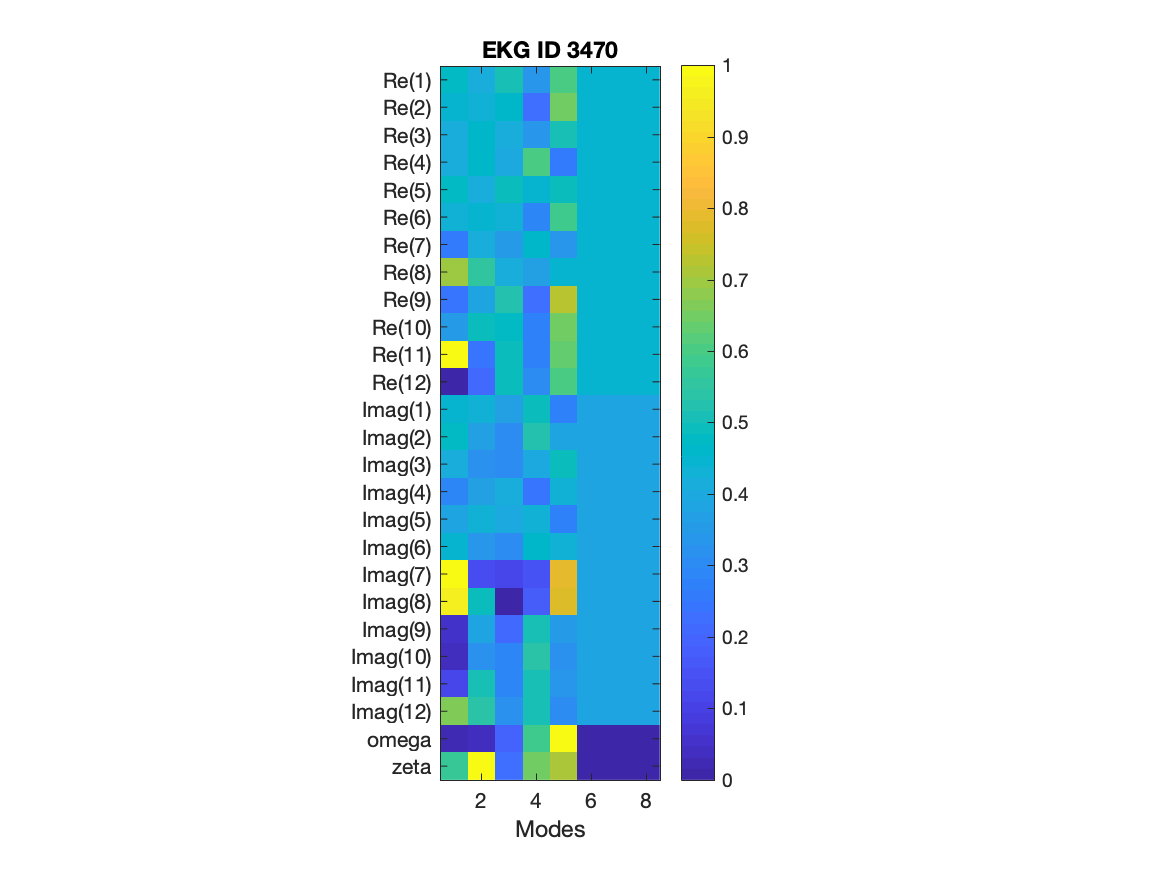 EKG ID 3470
Re(1)
Re(2)
Re(3)
Re(4)
Re(5)
Re(6)
Re(7)
Re(8)
Re(9)
Re(10)
Re(11)
Re(12)
Imag(1)
Imag(2)
Imag(3)
Imag(4)
Imag(5)
Imag(6)
Imag(7)
Imag(8)
Imag(9)
Imag(10)
Imag(11)
Imag(12)
omega
zeta
2 4 6 8
Modes
1
0.9
0.8
0.7
0.6
0.5
0.4
0.3
0.2
0.1
0